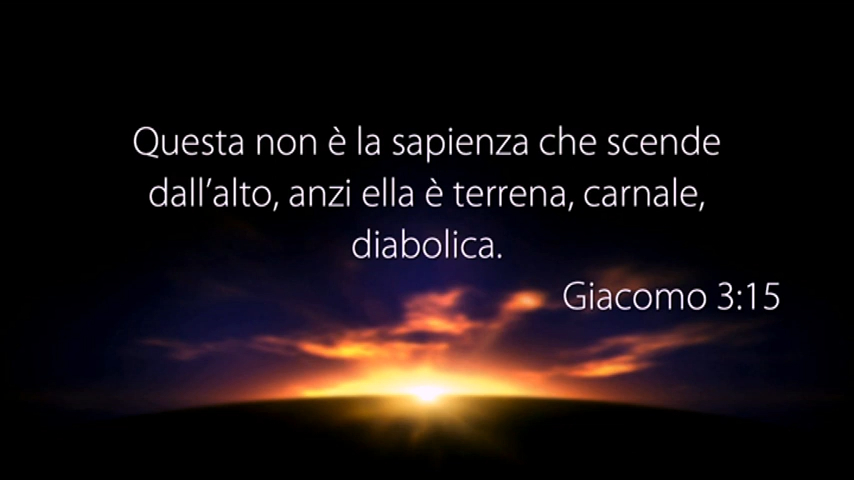 Questa non è la sapienza che scende
dall’alto, anzi ella è terrena, carnale,
diabolica.
Giacomo 3:15